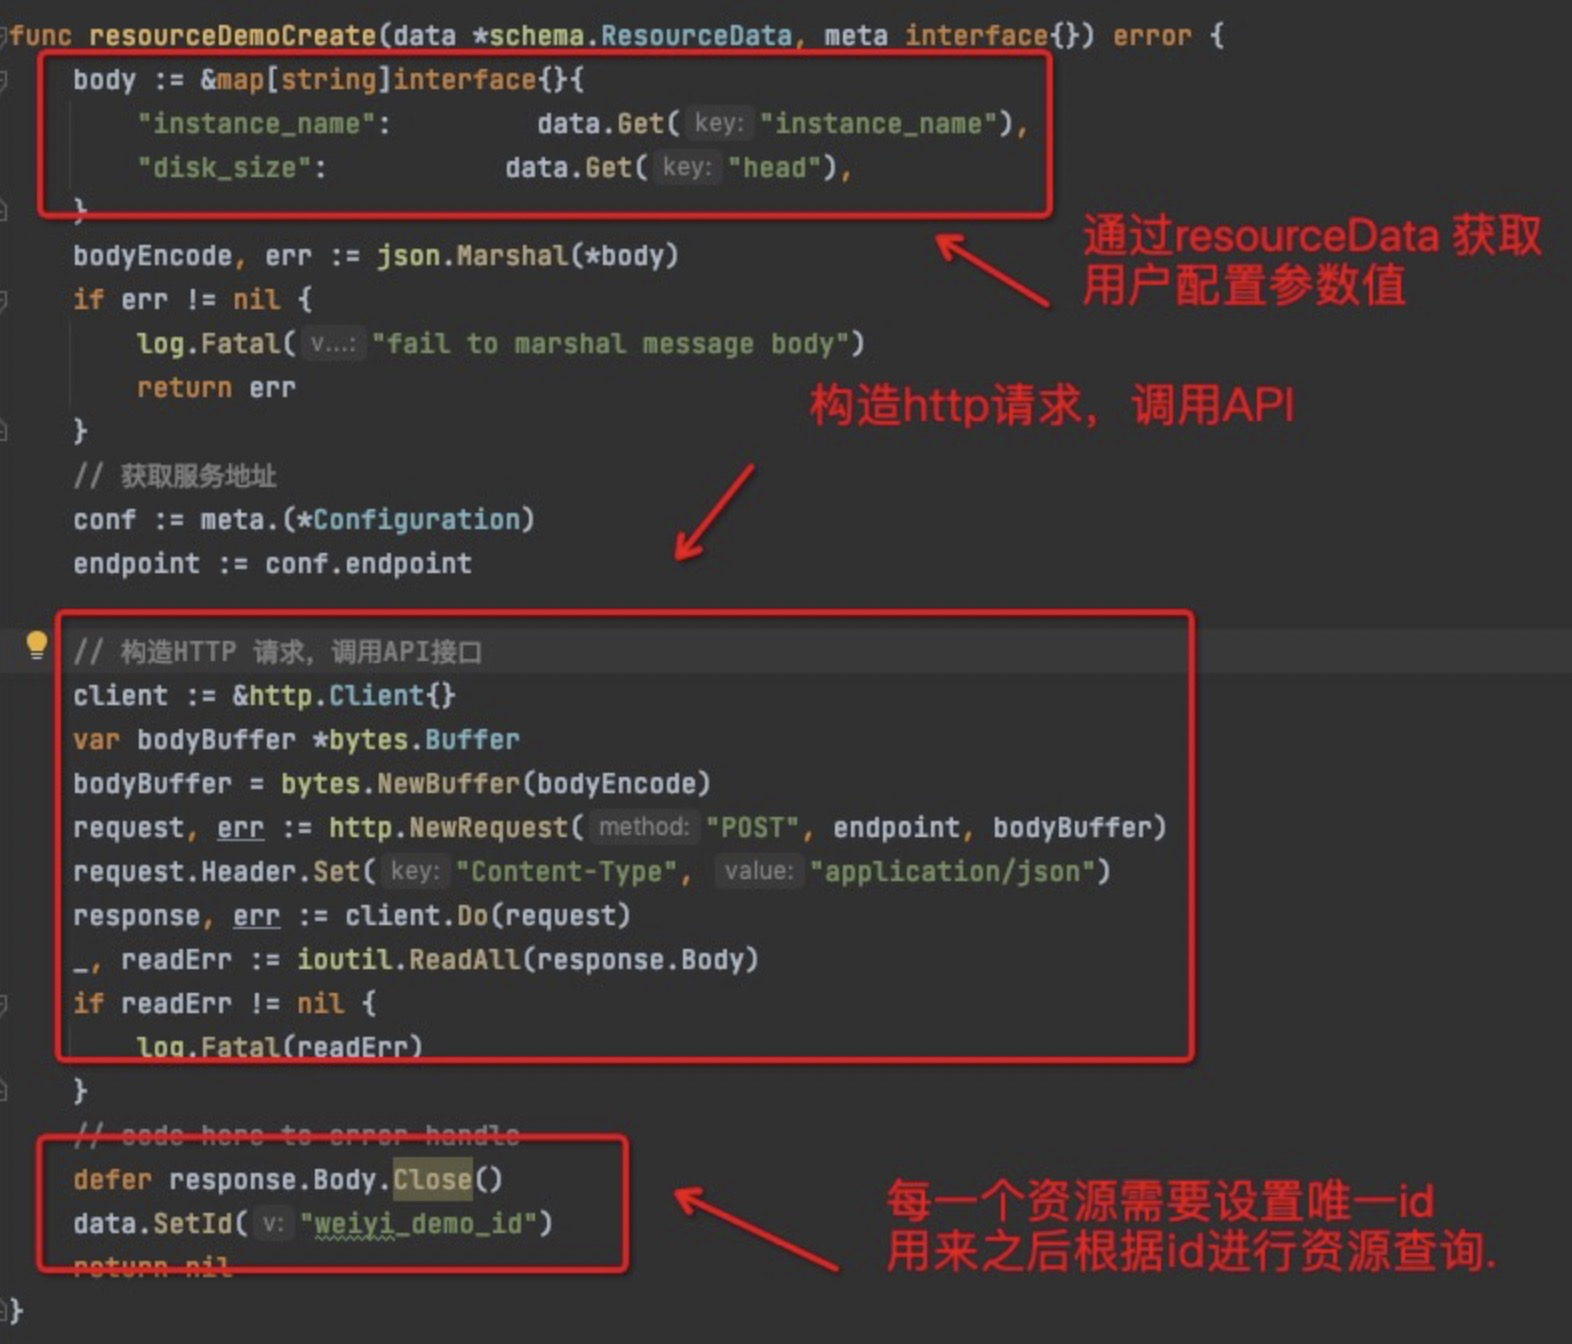 func resourceDemoCreate(data *schema.ResourceData, meta interface{}) error {
body := &map[string]interface{}{
"instance_name": data.Get( key: "instance_name"),
"disk_size": data.Get( key: "head"),
}
通过resourceData 获取
用户配置参数值
bodyEncode, err := json.Marshal(*body)
if err != nil {
log.Fatal( v...: "fail to marshal message body")
return err
}
构造http请求，调用API
// 获取服务地址
conf := meta.(*Configuration)
endpoint := conf.endpoint
// 构造HTTP 请求，调用API接口
client := &http.Client{}
var bodyBuffer *bytes.Buffer
bodyBuffer = bytes.NewBuffer(bodyEncode)
request, err := http.NewRequest( method: "POST", endpoint, bodyBuffer)
request.Header.Set( key: "Content-Type", value: "application/json")
response, err := client.Do(request)
_, readErr := ioutil.ReadAll(response.Body)
if readErr != nil {
log.Fatal(readErr)
}
// code here to error handle
defer response.Body.Close()
data.SetId( v: "weiyi_demo_id")
return nil
}
每一个资源需要设置唯一id
用来之后根据id进行资源查询.